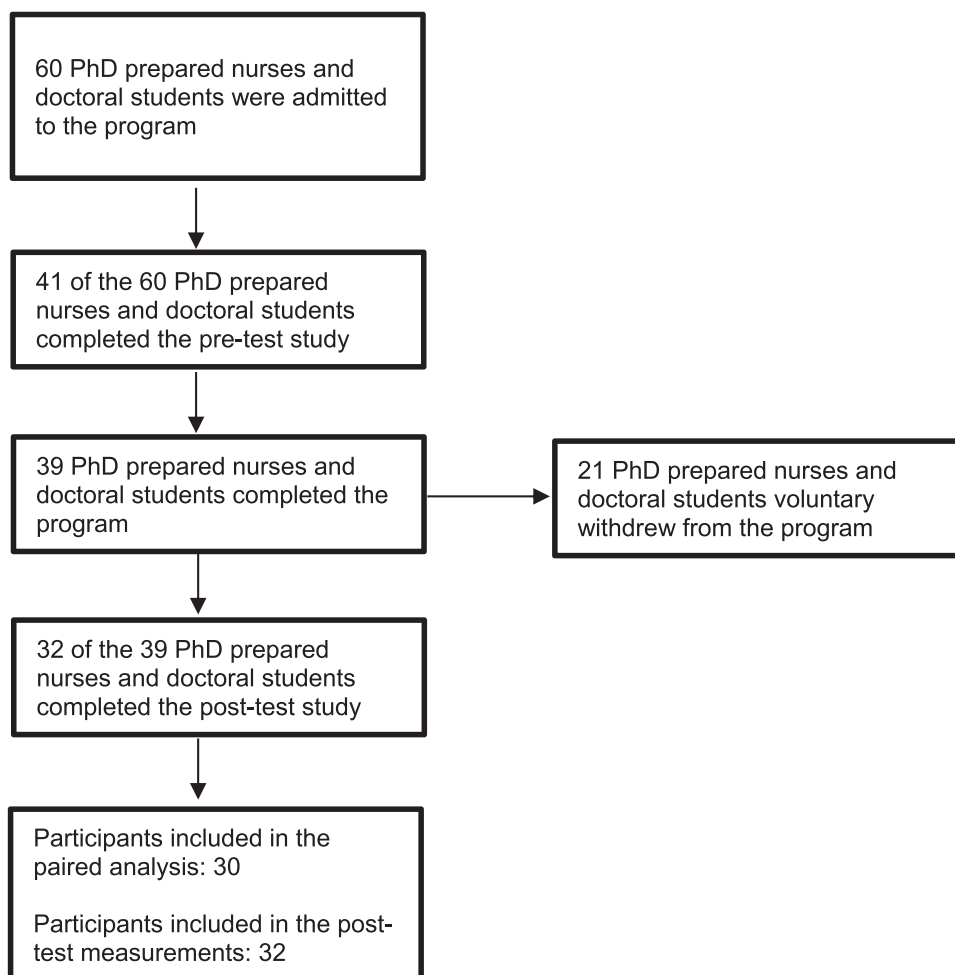 60 PhD prepared nurses and
doctoral students were admitted
to the program
41 of the 60 PhD prepared
nurses and doctoral students
completed the pre-test study
39 PhD prepared nurses and
doctoral students completed the
program
21 PhD prepared nurses and
doctoral students voluntary
withdrew from the program
32 of the 39 PhD prepared
nurses and doctoral students
completed the post-test study
Participants included in the
paired analysis: 30
Participants included in the post-
test measurements: 32